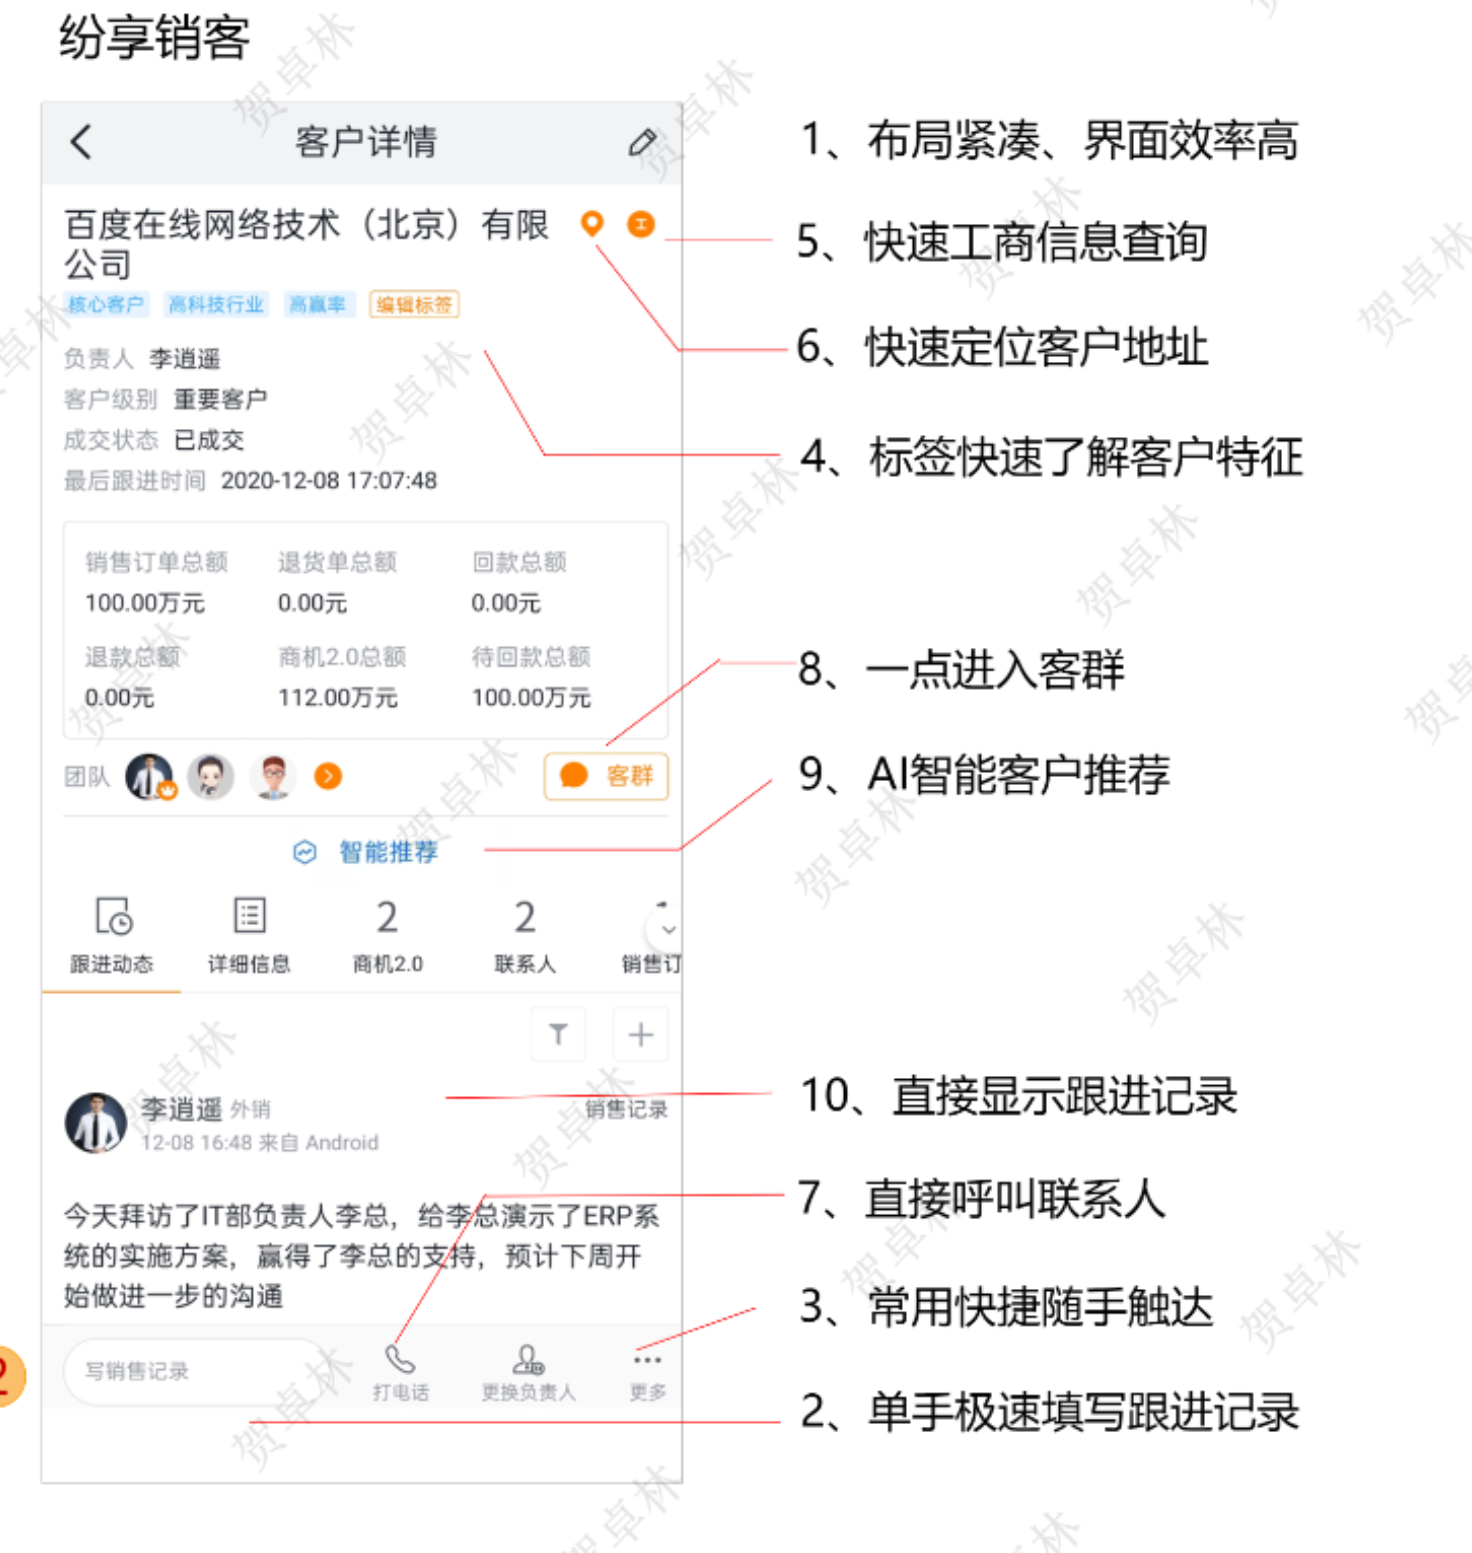 纷享销客
客户详情
百度在线网络技术（北京）有限
公司
核心客户 高科技行业 高赢率 编辑标签
负责人 李逍遥
客户级别 重要客户
成交状态 已成交
最后跟进时间 2020-12-08 17:07:48
销售订单总额 退货单总额 回款总额
100.00万元 0.00元 0.00元
退款总额 商机2.0总额 待回款总额
0.00元 112.00万元 100.00万元
团队 客群
智能推荐
2 2
跟进动态 详细信息 商机2.0 联系人 销售订
李逍遥 外销 销售记录
12-08 16:48 来自 Android
今天拜访了IT部负责人李总，给李总演示了ERP系
统的实施方案，赢得了李总的支持，预计下周开
始做进一步的沟通
写销售记录 打电话 更换负责人 更多
2
1、布局紧凑、界面效率高
5、快速工商信息查询
6、快速定位客户地址
4、标签快速了解客户特征
8、一点进入客群
9、AI智能客户推荐
10、直接显示跟进记录
7、直接呼叫联系人
3、常用快捷随手触达
2、单手极速填写跟进记录
贺卓林